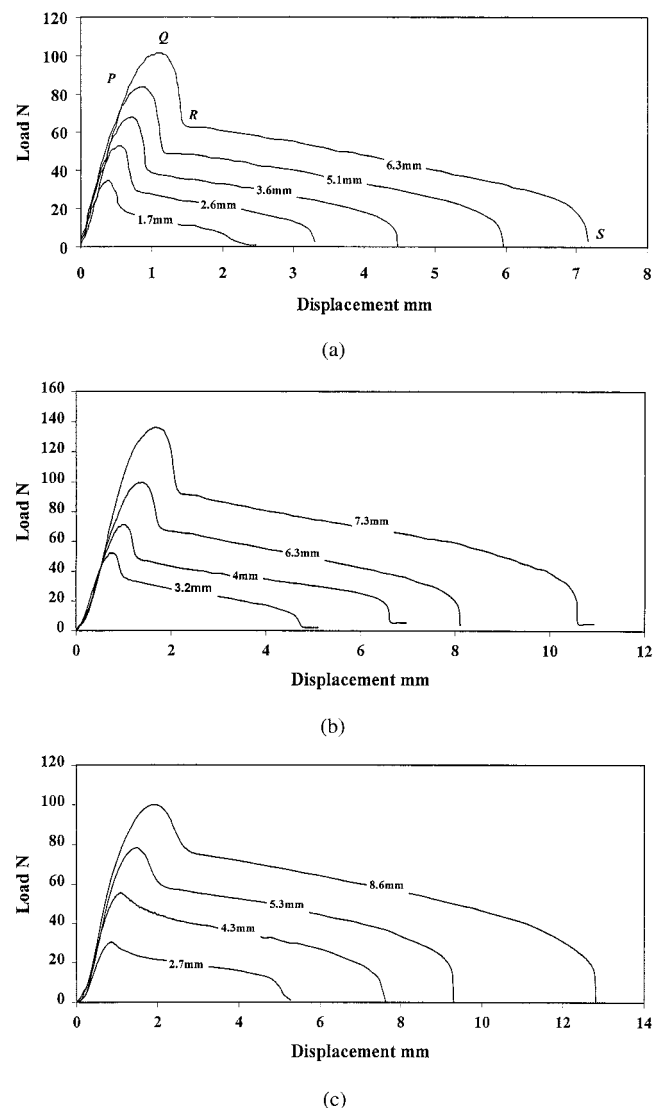 120
100
80
60
40
20
0
Load N
P
Q
R
S
6.3mm
5.1mm
3.6mm
2.6mm
1.7mm
0 1 2 3 4 5 6 7 8
Displacement mm
(a)
160
140
120
100
80
60
40
20
0
Load N
7.3mm
6.3mm
4mm
3.2mm
0 2 4 6 8 10 12
Displacement mm
(b)
120
100
80
60
40
20
0
Load N
8.6mm
5.3mm
4.3mm
2.7mm
0 2 4 6 8 10 12 14
Displacement mm
(c)